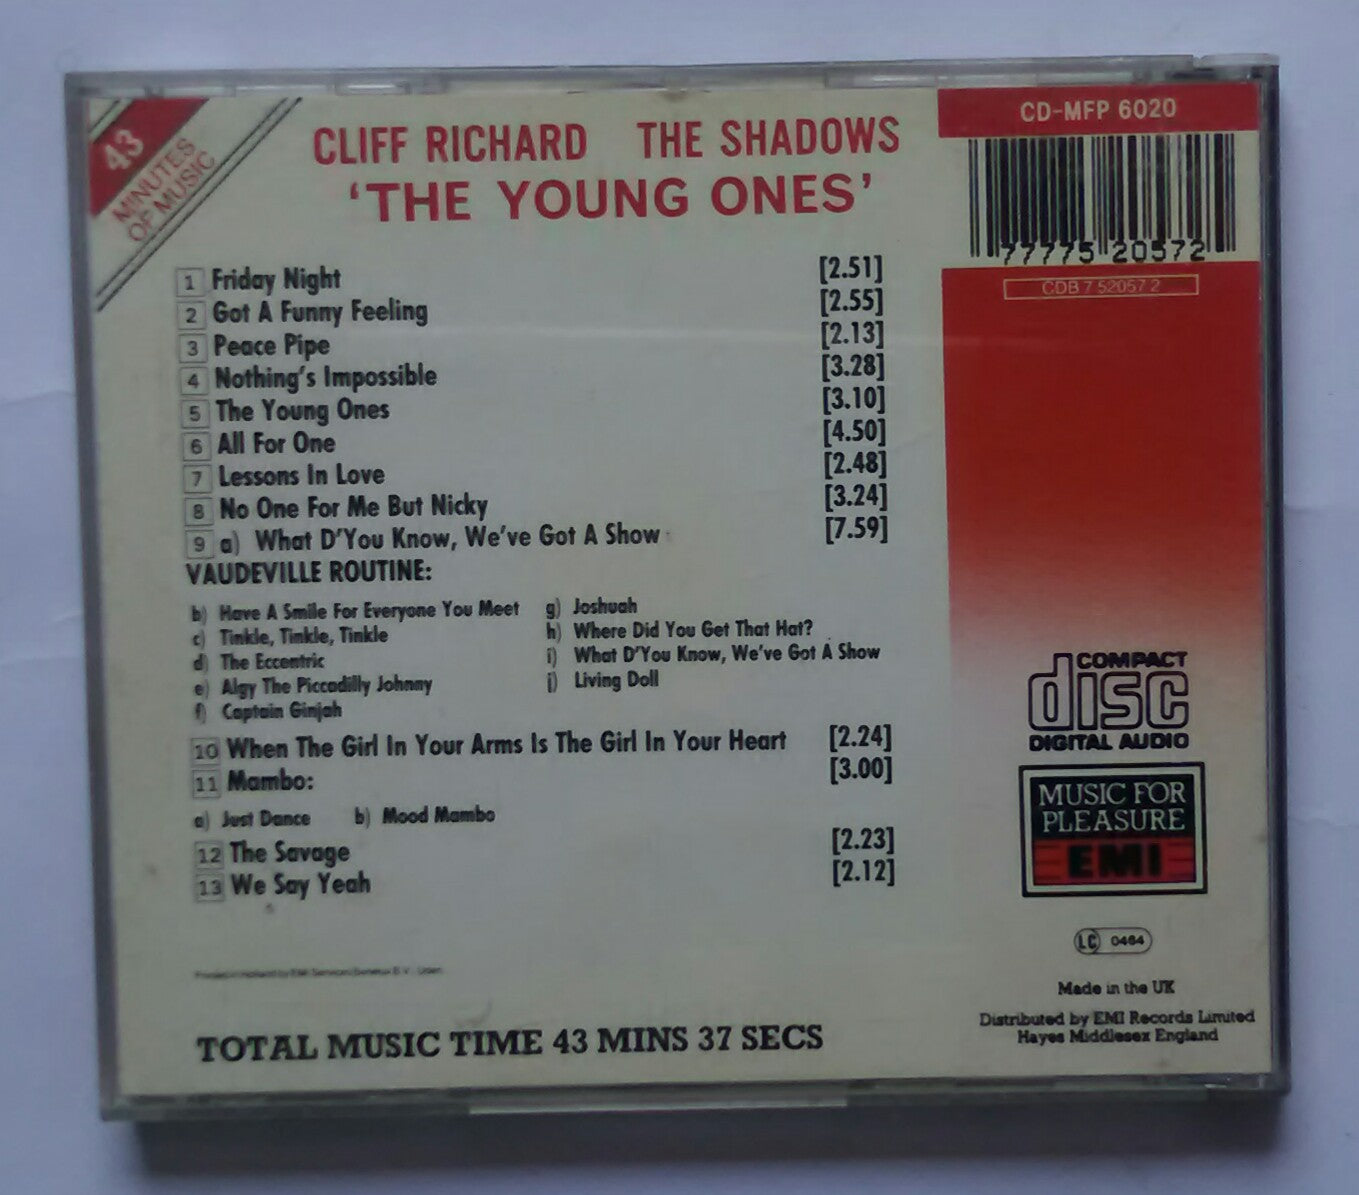 43
MINUTES
OF MUSIC
CLIFF RICHARD THE SHADOWS
'THE YOUNG ONES'
1 Friday Night [2.51]
2 Got A Funny Feeling [2.55]
3 Peace Pipe [2.13]
4 Nothing's Impossible [3.28]
5 The Young Ones [3.10]
6 All For One [4.50]
7 Lessons In Love [2.48]
8 No One For Me But Nicky [3.24]
9 a) What D'You Know, We've Got A Show [7.59]
VAUDEVILLE ROUTINE:
b) Have A Smile For Everyone You Meet
c) Tinkle, Tinkle, Tinkle
d) The Eccentric
e) Algy The Piccadilly Johnny
f) Captain Ginjah
g) Joshuah
h) Where Did You Get That Hat?
i) What D'You Know, We've Got A Show
j) Living Doll
10 When The Girl In Your Arms Is The Girl In Your Heart [2.24]
11 Mambo: [3.00]
a) Just Dance b) Mood Mambo
12 The Savage [2.23]
13 We Say Yeah [2.12]
Printed in Holland by EMI Services Benelux B.V. Uden
TOTAL MUSIC TIME 43 MINS 37 SECS
CD-MFP 6020
77775 20572
CDB 7 52057 2
COMPACT
disc
DIGITAL AUDIO
MUSIC FOR
PLEASURE
EMI
LC 0464
Made in the UK
Distributed by EMI Records Limited
Hayes Middlesex England